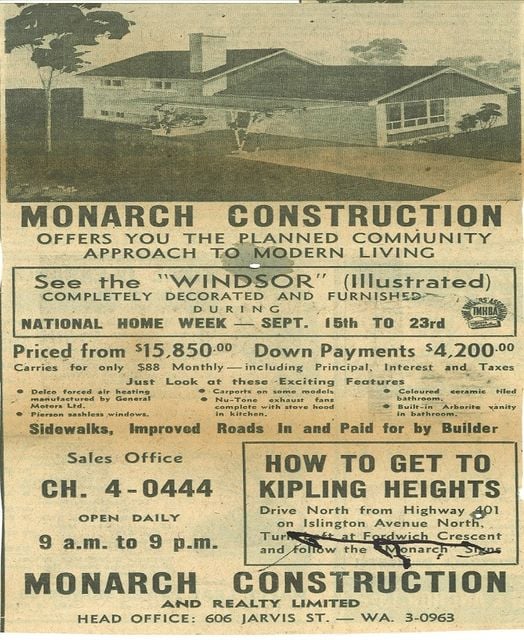 MONARCH CONSTRUCTION
OFFERS YOU THE PLANNED COMMUNITY
APPROACH TO MODERN LIVING
See the "WINDSOR" (Illustrated)
COMPLETELY DECORATED AND FURNISHED
DURING
NATIONAL HOME WEEK — SEPT. 15th TO 23rd
Priced from $15,850.00 Down Payments $4,200.00
Carries for only $88 Monthly — including Principal, Interest and Taxes
Just Look at these Exciting Features
• Delco forced air heating
manufactured by General
Motors Ltd.
• Pierson sashless windows.
• Carports on some models
• Nu-Tone exhaust fans
complete with stove hood
in kitchen.
• Coloured ceramic tiled
bathroom.
• Built-in Arborite vanity
in bathroom.
Sidewalks, Improved Roads In and Paid for by Builder
Sales Office
CH. 4-0444
OPEN DAILY
9 a.m. to 9 p.m.
HOW TO GET TO
KIPLING HEIGHTS
Drive North from Highway 401
on Islington Avenue North,
Turn left at Fordwich Crescent
and follow the Monarch Signs
MONARCH CONSTRUCTION
AND REALTY LIMITED
HEAD OFFICE: 606 JARVIS ST. — WA. 3-0963